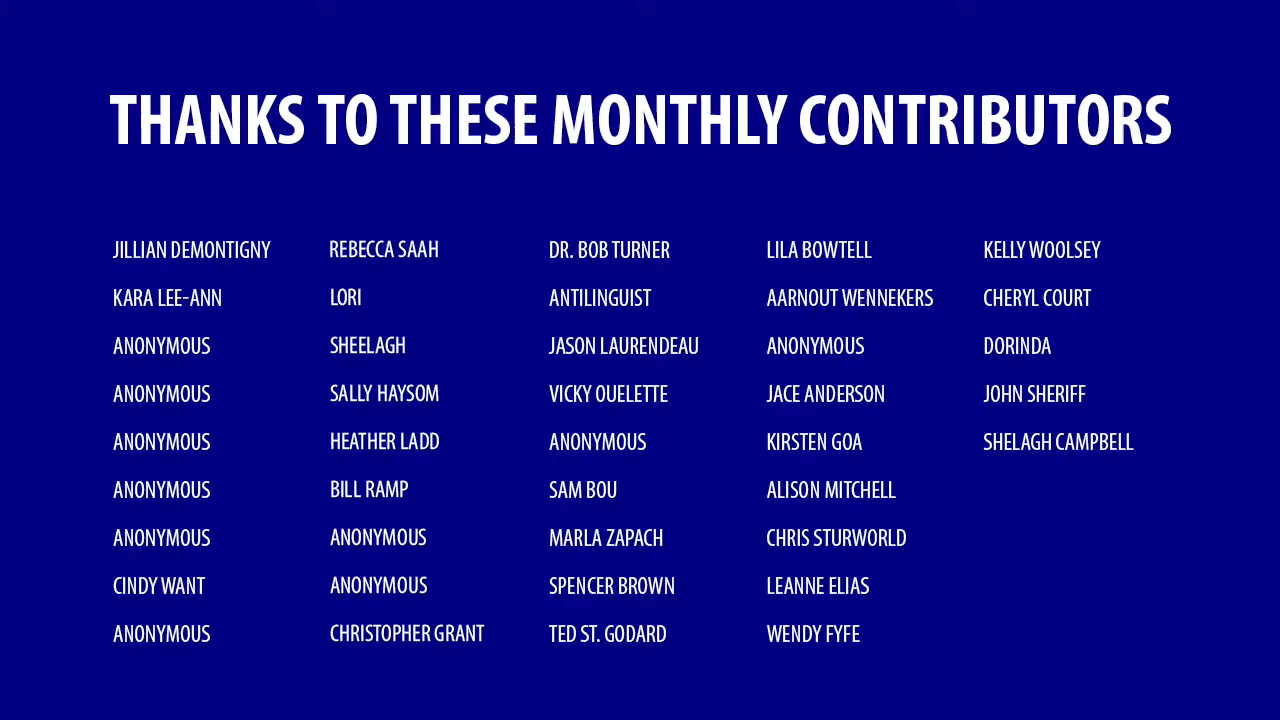 THANKS TO THESE MONTHLY CONTRIBUTORS
JILLIAN DEMONTIGNY
KARA LEE-ANN
ANONYMOUS
ANONYMOUS
ANONYMOUS
ANONYMOUS
ANONYMOUS
CINDY WANT
ANONYMOUS
REBECCA SAAH
LORI
SHEELAGH
SALLY HAYSOM
HEATHER LADD
BILL RAMP
ANONYMOUS
ANONYMOUS
CHRISTOPHER GRANT
DR. BOB TURNER
ANTILINGUIST
JASON LAURENDEAU
VICKY OUELETTE
ANONYMOUS
SAM BOU
MARLA ZAPACH
SPENCER BROWN
TED ST. GODARD
LILA BOWTELL
AARNOUT WENNEKERS
ANONYMOUS
JACE ANDERSON
KIRSTEN GOA
ALISON MITCHELL
CHRIS STURWORLD
LEANNE ELIAS
WENDY FYFE
KELLY WOOLSEY
CHERYL COURT
DORINDA
JOHN SHERIFF
SHELAGH CAMPBELL